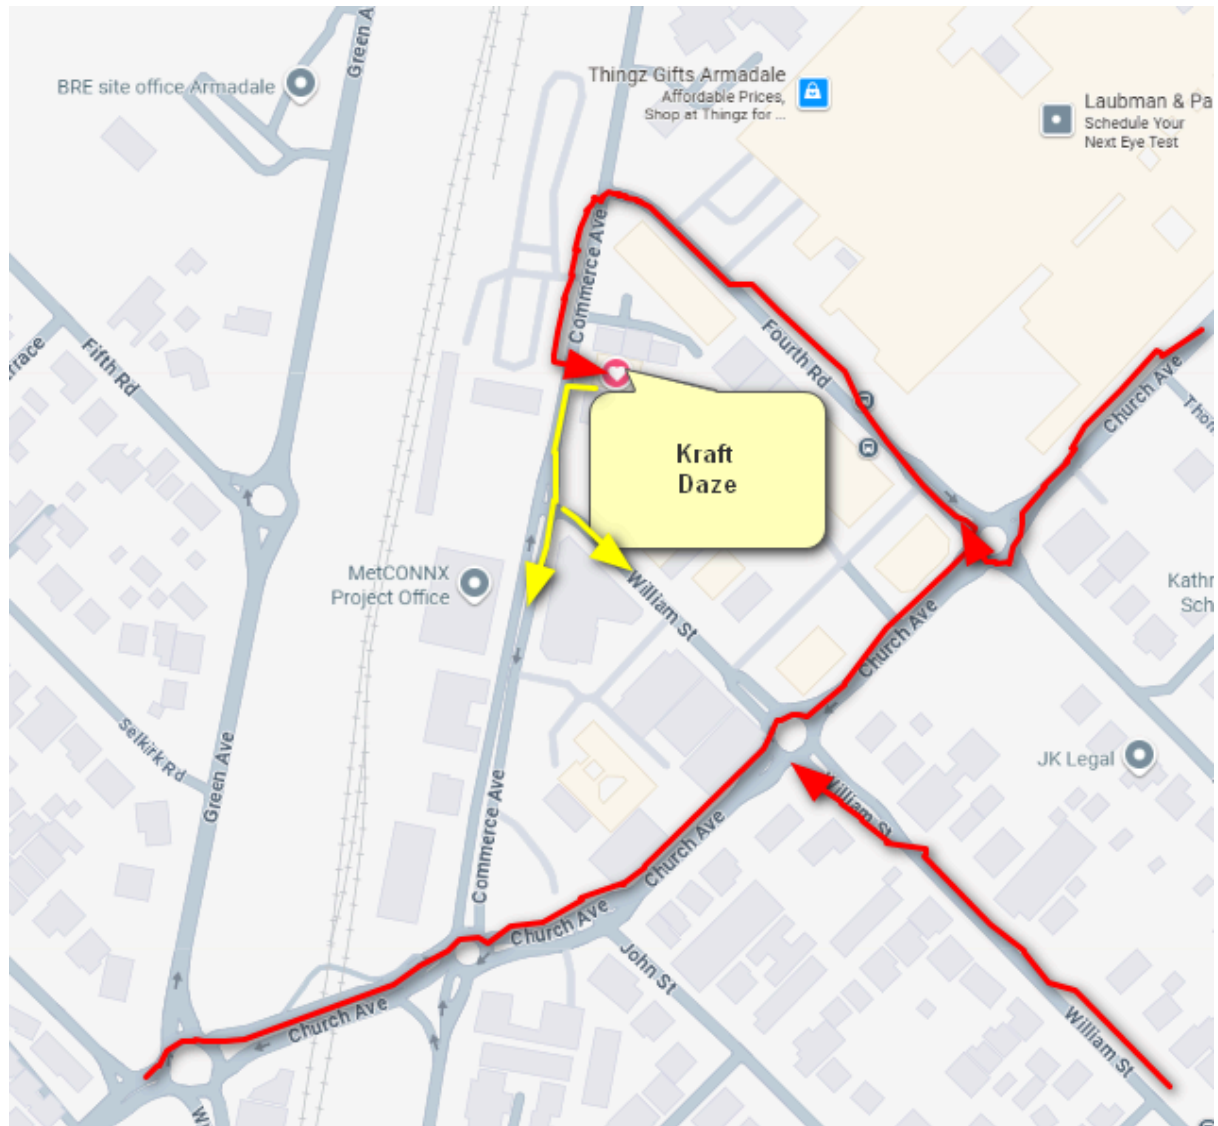 Green A
BRE site office Armadale
Thingz Gifts Armadale
Affordable Prices,
Shop at Thingz for ...
Laubman & Pa
Schedule Your
Next Eye Test
Commerce Ave
Fifth Rd
rrace
Fourth Rd
Church Ave
Thom
Kraft
Daze
MetCONNX
Project Office
William St
Church Ave
Kathr
Sch
Selkirk Rd
Green Ave
JK Legal
William St
Commerce Ave
Church Ave
Church Ave
John St
Church Ave
William St
W